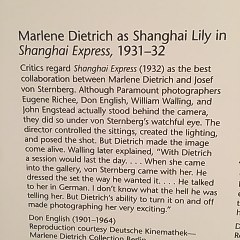 Marlene Dietrich as Shanghai Lily in
Shanghai Express, 1931–32
Critics regard Shanghai Express (1932) as the best
collaboration between Marlene Dietrich and Josef
von Sternberg. Although Paramount photographers
Eugene Richee, Don English, William Walling, and
John Engstead actually stood behind the camera,
they did so under von Sternberg's watchful eye. The
director controlled the sittings, created the lighting,
and posed the shot. But Dietrich made the image
come alive. Walling later explained, "With Dietrich
a session would last the day. . . . When she came
into the gallery, von Sternberg came with her. He
dressed the set the way he wanted it. . . . He talked
to her in German. I don't know what the hell he was
telling her. But Dietrich's ability to turn it on and off
made photographing her very exciting."
Don English (1901–1964)
Reproduction courtesy Deutsche Kinemathek—
Marlene Dietrich Collection Berlin